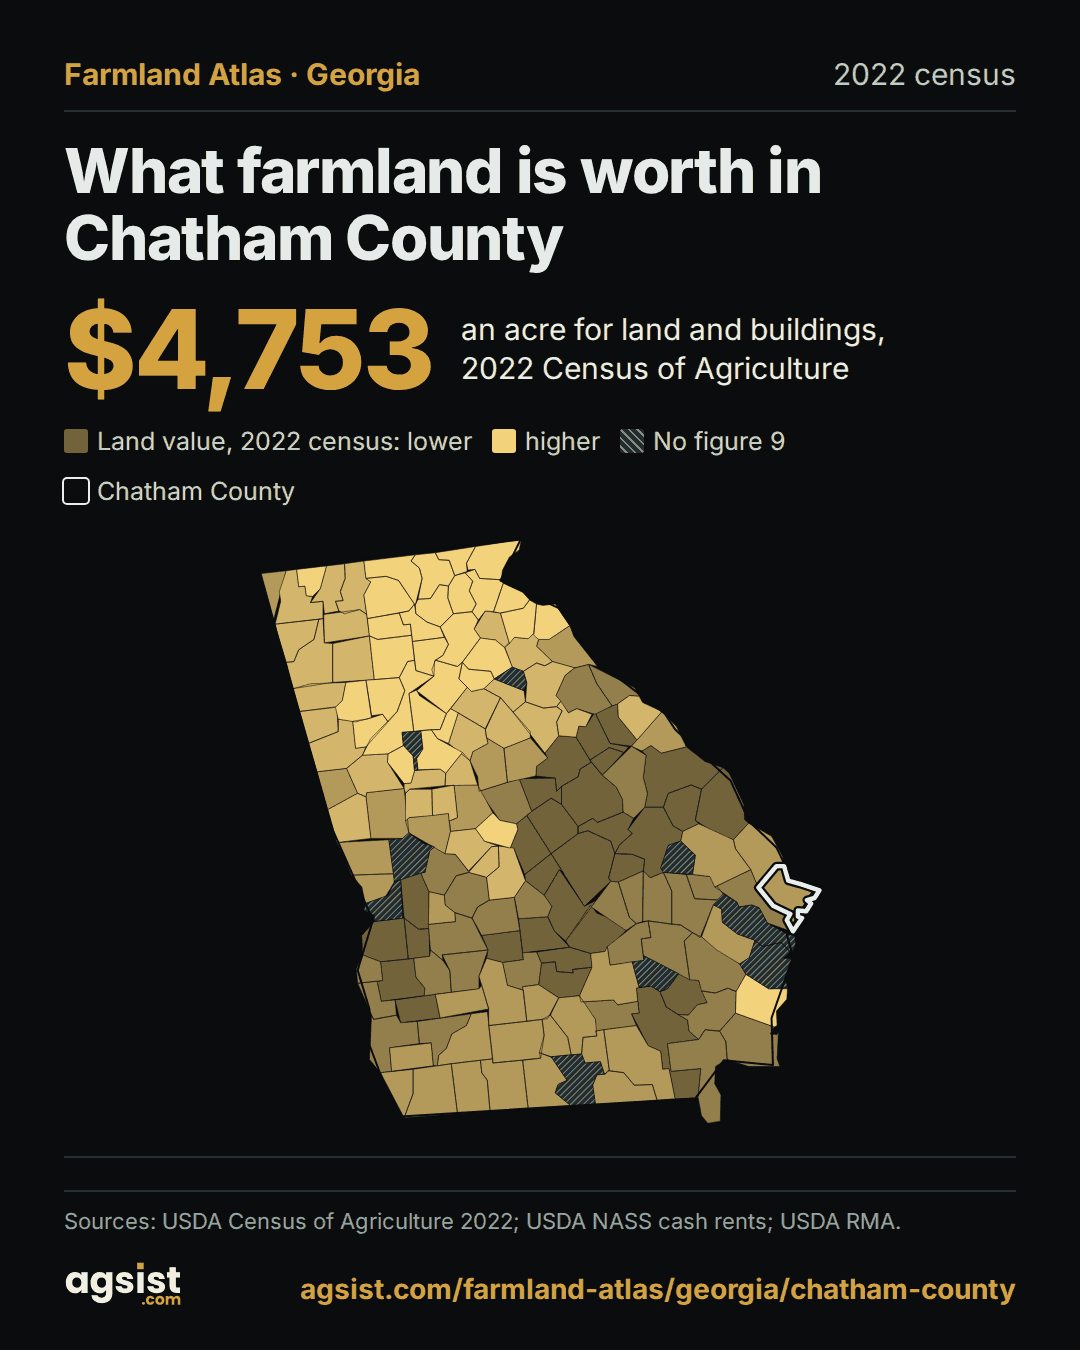 Farmland Atlas · Georgia
2022 census
What farmland is worth in
Chatham County
$4,753
an acre for land and buildings,
2022 Census of Agriculture
Land value, 2022 census: lower
higher
No figure 9
Chatham County
Sources: USDA Census of Agriculture 2022; USDA NASS cash rents; USDA RMA.
agsist
.com
agsist.com/farmland-atlas/georgia/chatham-county